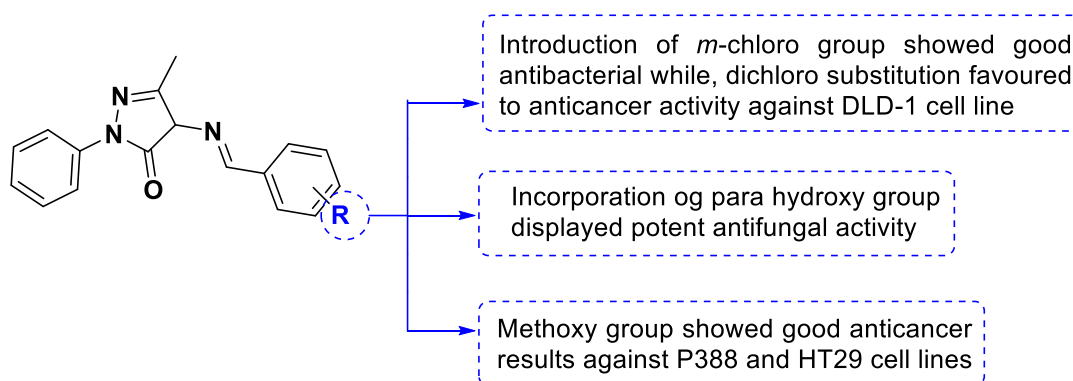 Introduction of m-chloro group showed good
antibacterial while, dichloro substitution favoured
to anticancer activity against DLD-1 cell line
N
N
N
O
R
Incorporation og para hydroxy group
displayed potent antifungal activity
Methoxy group showed good anticancer
results against P388 and HT29 cell lines